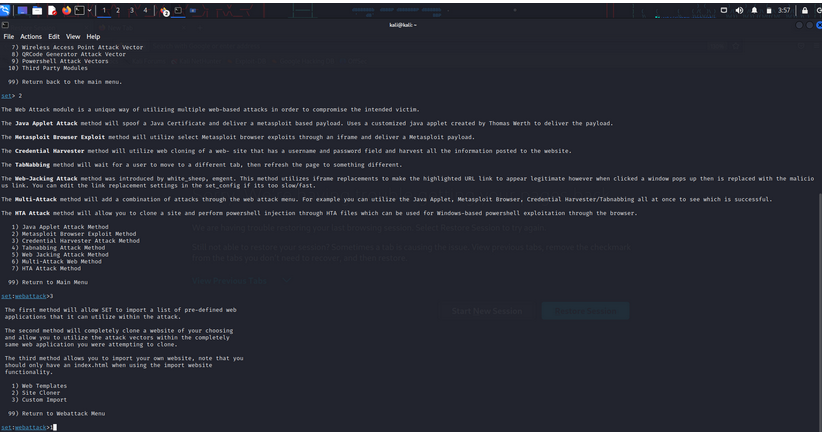 1 2 3 4
3:57
kali@kali: ~
File Actions Edit View Help
7) Wireless Access Point Attack Vector
8) QRCode Generator Attack Vector
9) Powershell Attack Vectors
10) Third Party Modules
99) Return back to the main menu.
set> 2
The Web Attack module is a unique way of utilizing multiple web-based attacks in order to compromise the intended victim.
The Java Applet Attack method will spoof a Java Certificate and deliver a metasploit based payload. Uses a customized java applet created by Thomas Werth to deliver the payload.
The Metasploit Browser Exploit method will utilize select Metasploit browser exploits through an iframe and deliver a Metasploit payload.
The Credential Harvester method will utilize web cloning of a web- site that has a username and password field and harvest all the information posted to the website.
The TabNabbing method will wait for a user to move to a different tab, then refresh the page to something different.
The Web-Jacking Attack method was introduced by white_sheep, emgent. This method utilizes iframe replacements to make the highlighted URL link to appear legitimate however when clicked a window pops up then is replaced with the malicio
us link. You can edit the link replacement settings in the set_config if its too slow/fast.
The Multi-Attack method will add a combination of attacks through the web attack menu. For example you can utilize the Java Applet, Metasploit Browser, Credential Harvester/Tabnabbing all at once to see which is successful.
The HTA Attack method will allow you to clone a site and perform powershell injection through HTA files which can be used for Windows-based powershell exploitation through the browser.
1) Java Applet Attack Method
2) Metasploit Browser Exploit Method
3) Credential Harvester Attack Method
4) Tabnabbing Attack Method
5) Web Jacking Attack Method
6) Multi-Attack Web Method
7) HTA Attack Method
99) Return to Main Menu
set:webattack>3
The first method will allow SET to import a list of pre-defined web
applications that it can utilize within the attack.
The second method will completely clone a website of your choosing
and allow you to utilize the attack vectors within the completely
same web application you were attempting to clone.
The third method allows you to import your own website, note that you
should only have an index.html when using the import website
functionality.
1) Web Templates
2) Site Cloner
3) Custom Import
99) Return to Webattack Menu
set:webattack>1